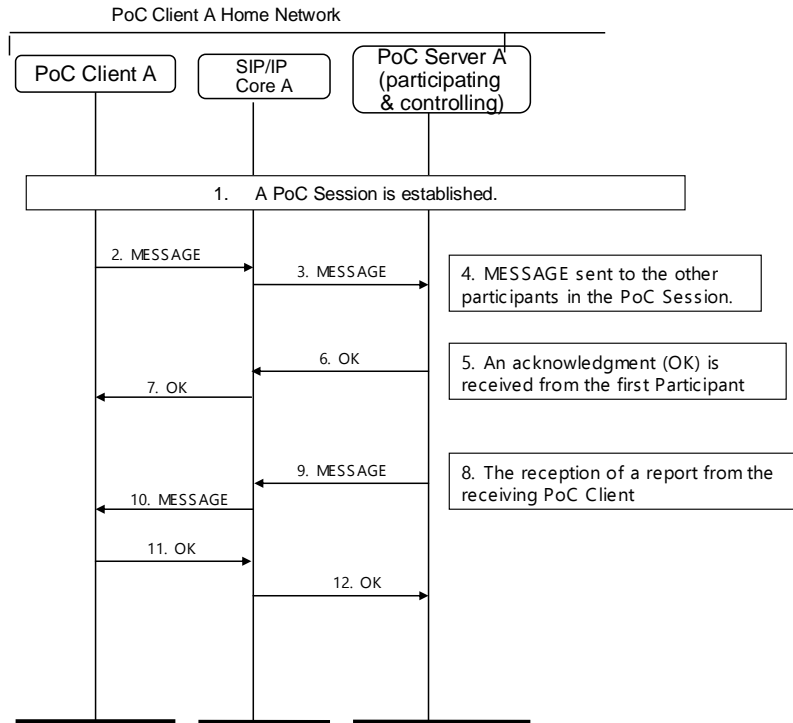 PoC Client A Home Network
PoC Client A
SIP/IP
Core A
PoC Server A
(participating
& controlling)
1. A PoC Session is established.
2. MESSAGE
3. MESSAGE
4. MESSAGE sent to the other
participants in the PoC Session.
6. OK
5. An acknowledgment (OK) is
received from the first Participant
7. OK
9. MESSAGE
8. The reception of a report from the
receiving PoC Client
10. MESSAGE
11. OK
12. OK